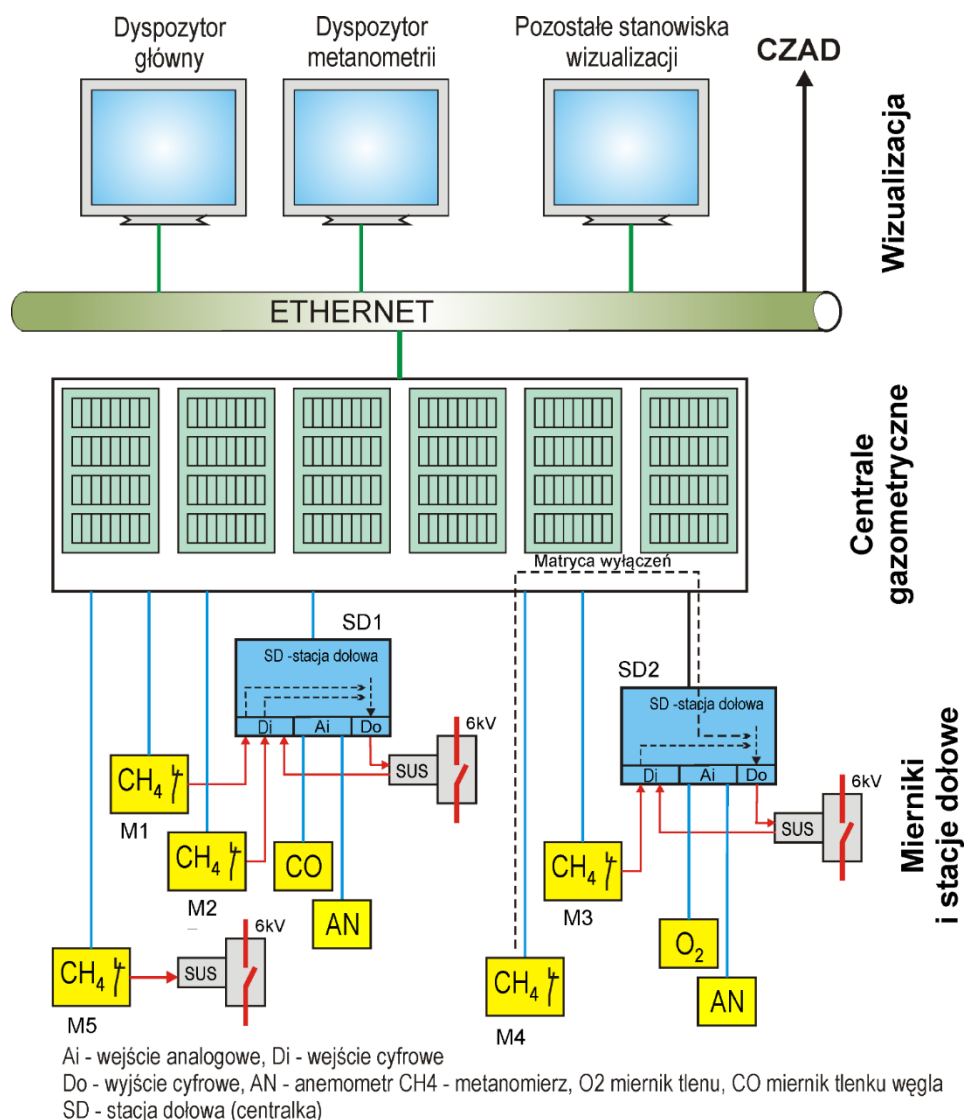 Dyspozytor
główny
Dyspozytor
metanometrii
Pozostałe stanowiska
wizualizacji
CZAD
Wizualizacja
ETHERNET
Centrale
gazometryczne
Matryca wyłączeń
SD1
SD -stacja dołowa
Di
Ai
Do
SD2
SD -stacja dołowa
Di
Ai
Do
6kV
SUS
6kV
SUS
CH4
M1
CH4
M2
CO
AN
CH4
M3
O2
AN
Mierniki
i stacje dołowe
6kV
CH4
SUS
M5
CH4
M4
Ai - wejście analogowe, Di - wejście cyfrowe
Do - wyjście cyfrowe, AN - anemometr CH4 - metanomierz, O2 miernik tlenu, CO miernik tlenku węgla
SD - stacja dołowa (centralka)